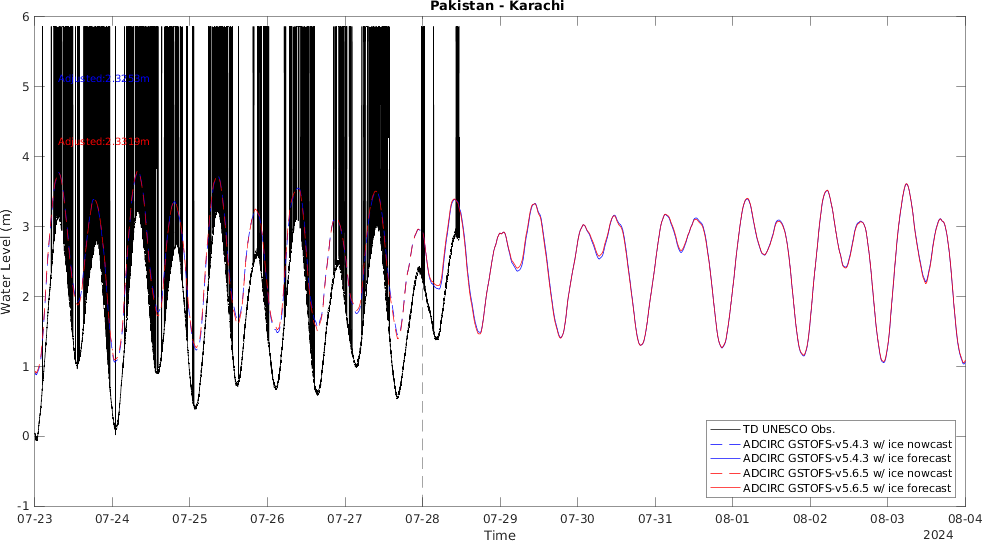 Pakistan - Karachi
6
5
4
3
2
1
0
-1
Water Level (m)
Adjusted:2.3319m
07-23 07-24 07-25 07-26 07-27 07-28 07-29 07-30 07-31 08-01 08-02 08-03 08-04
Time
2024
TD UNESCO Obs.
ADCIRC GSTOFS-v5.4.3 w/ ice nowcast
ADCIRC GSTOFS-v5.4.3 w/ ice forecast
ADCIRC GSTOFS-v5.6.5 w/ ice nowcast
ADCIRC GSTOFS-v5.6.5 w/ ice forecast